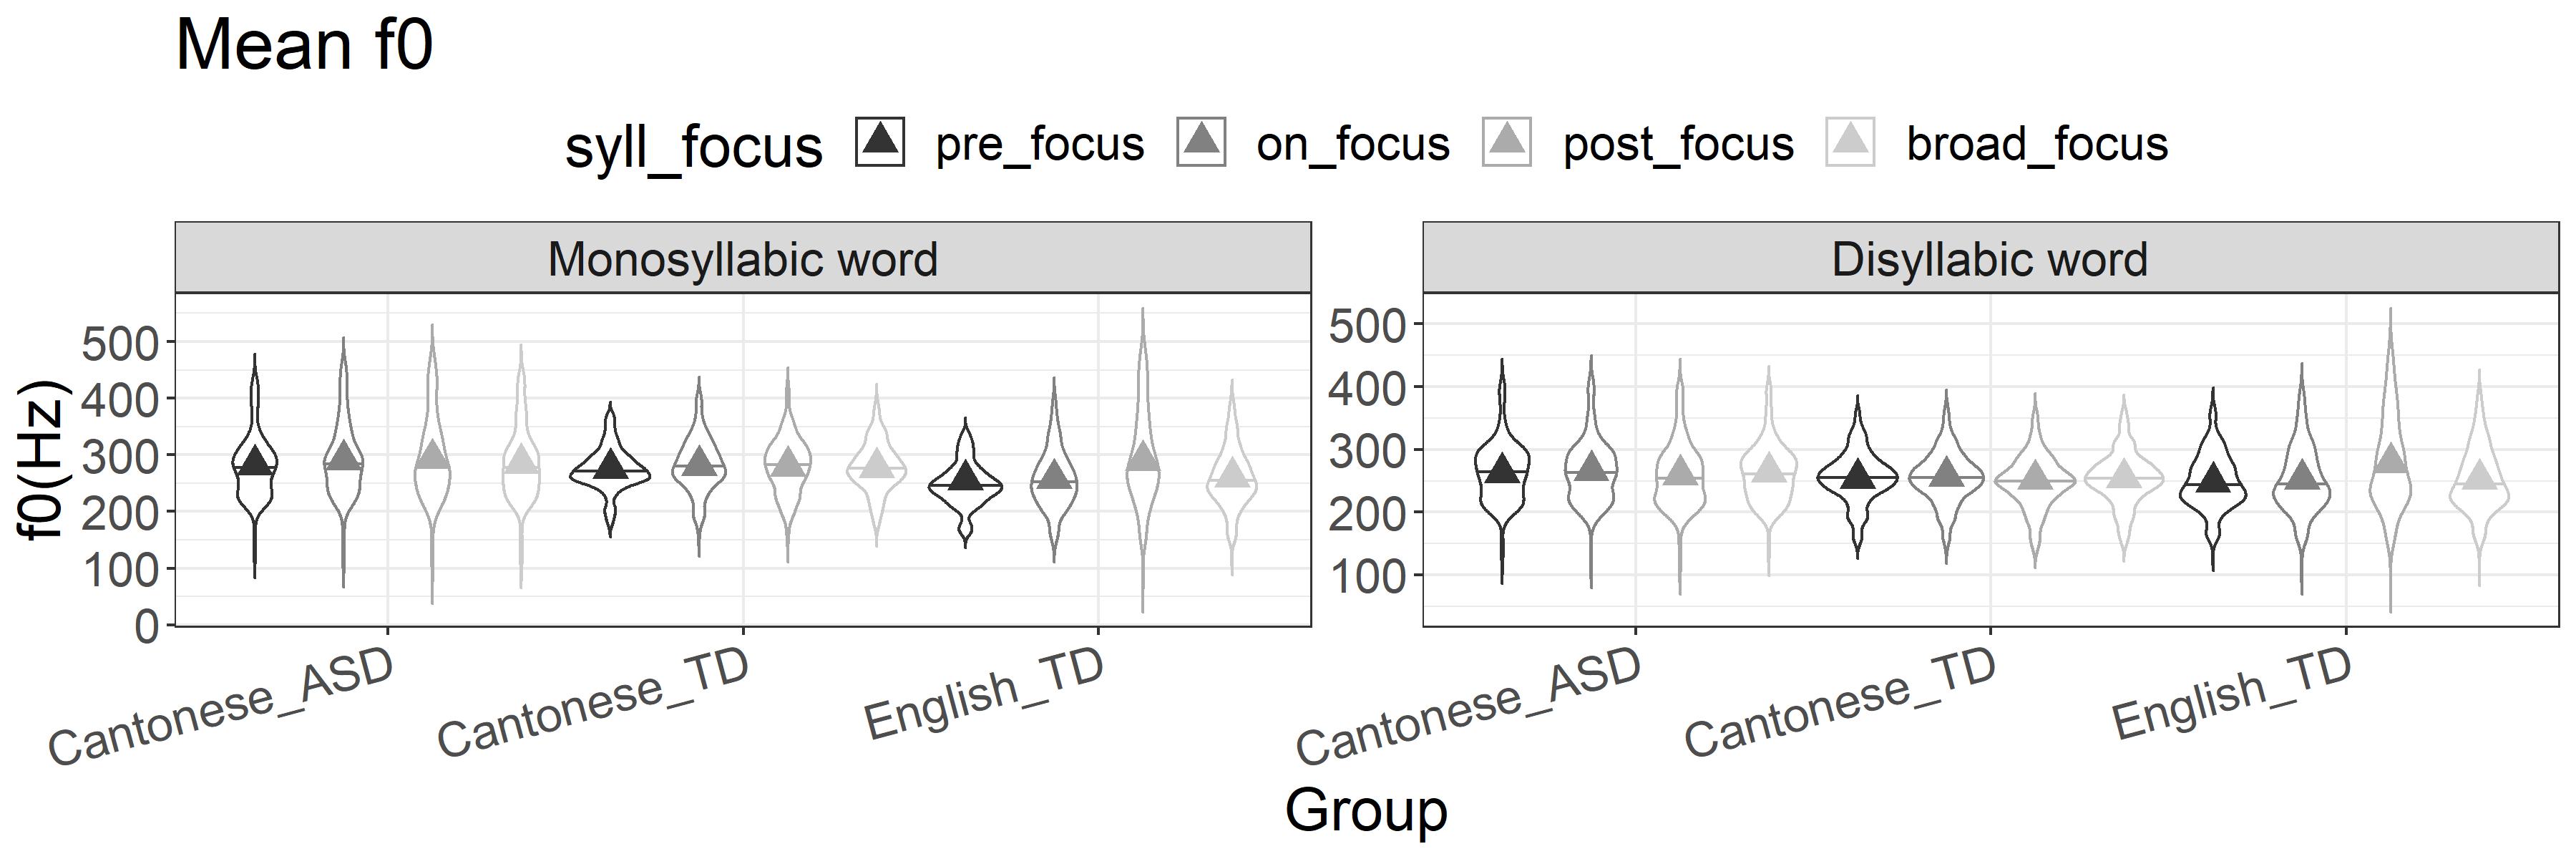 Mean f0
syll_focus pre_focus on_focus post_focus broad_focus
Monosyllabic word
Disyllabic word
f0(Hz)
500
400
300
200
100
0
500
400
300
200
100
Cantonese_ASD
Cantonese_TD
English_TD
Cantonese_ASD
Cantonese_TD
English_TD
Group